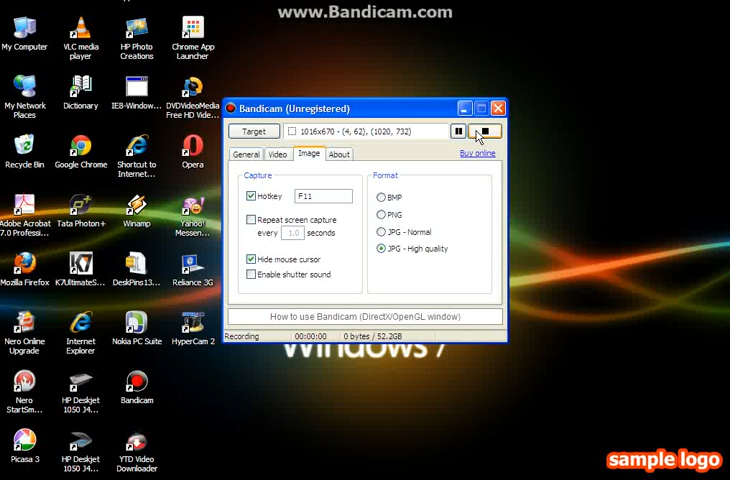 www.Bandicam.com
My Computer
VLC media
player
HP Photo
Creations
Chrome App
Launcher
My Network
Places
Dictionary
IE8-Window...
DVDVideoMedia
Free HD Vide...
Recycle Bin
Google Chrome
Shortcut to
Internet...
Opera
Adobe Acrobat
7.0 Professi...
Tata Photon+
Winamp
Yahoo!
Messen...
Mozilla Firefox
K7UltimateS...
DeskPins13...
Reliance 3G
Nero Online
Upgrade
Internet
Explorer
Nokia PC Suite
HyperCam 2
Nero
StartSm...
HP Deskjet
1050 J4...
Bandicam
Picasa 3
HP Deskjet
1050 J4...
YTD Video
Downloader
Bandicam (Unregistered)
Target
1016x670 - (4, 62), (1020, 732)
General
Video
Image
About
Buy online
Capture
Hotkey
F11
Repeat screen capture
every 1.0 seconds
Hide mouse cursor
Enable shutter sound
Format
BMP
PNG
JPG - Normal
JPG - High quality
How to use Bandicam (DirectX/OpenGL window)
Recording
00:00:00
0 bytes / 52.2GB
Windows 7
sample logo